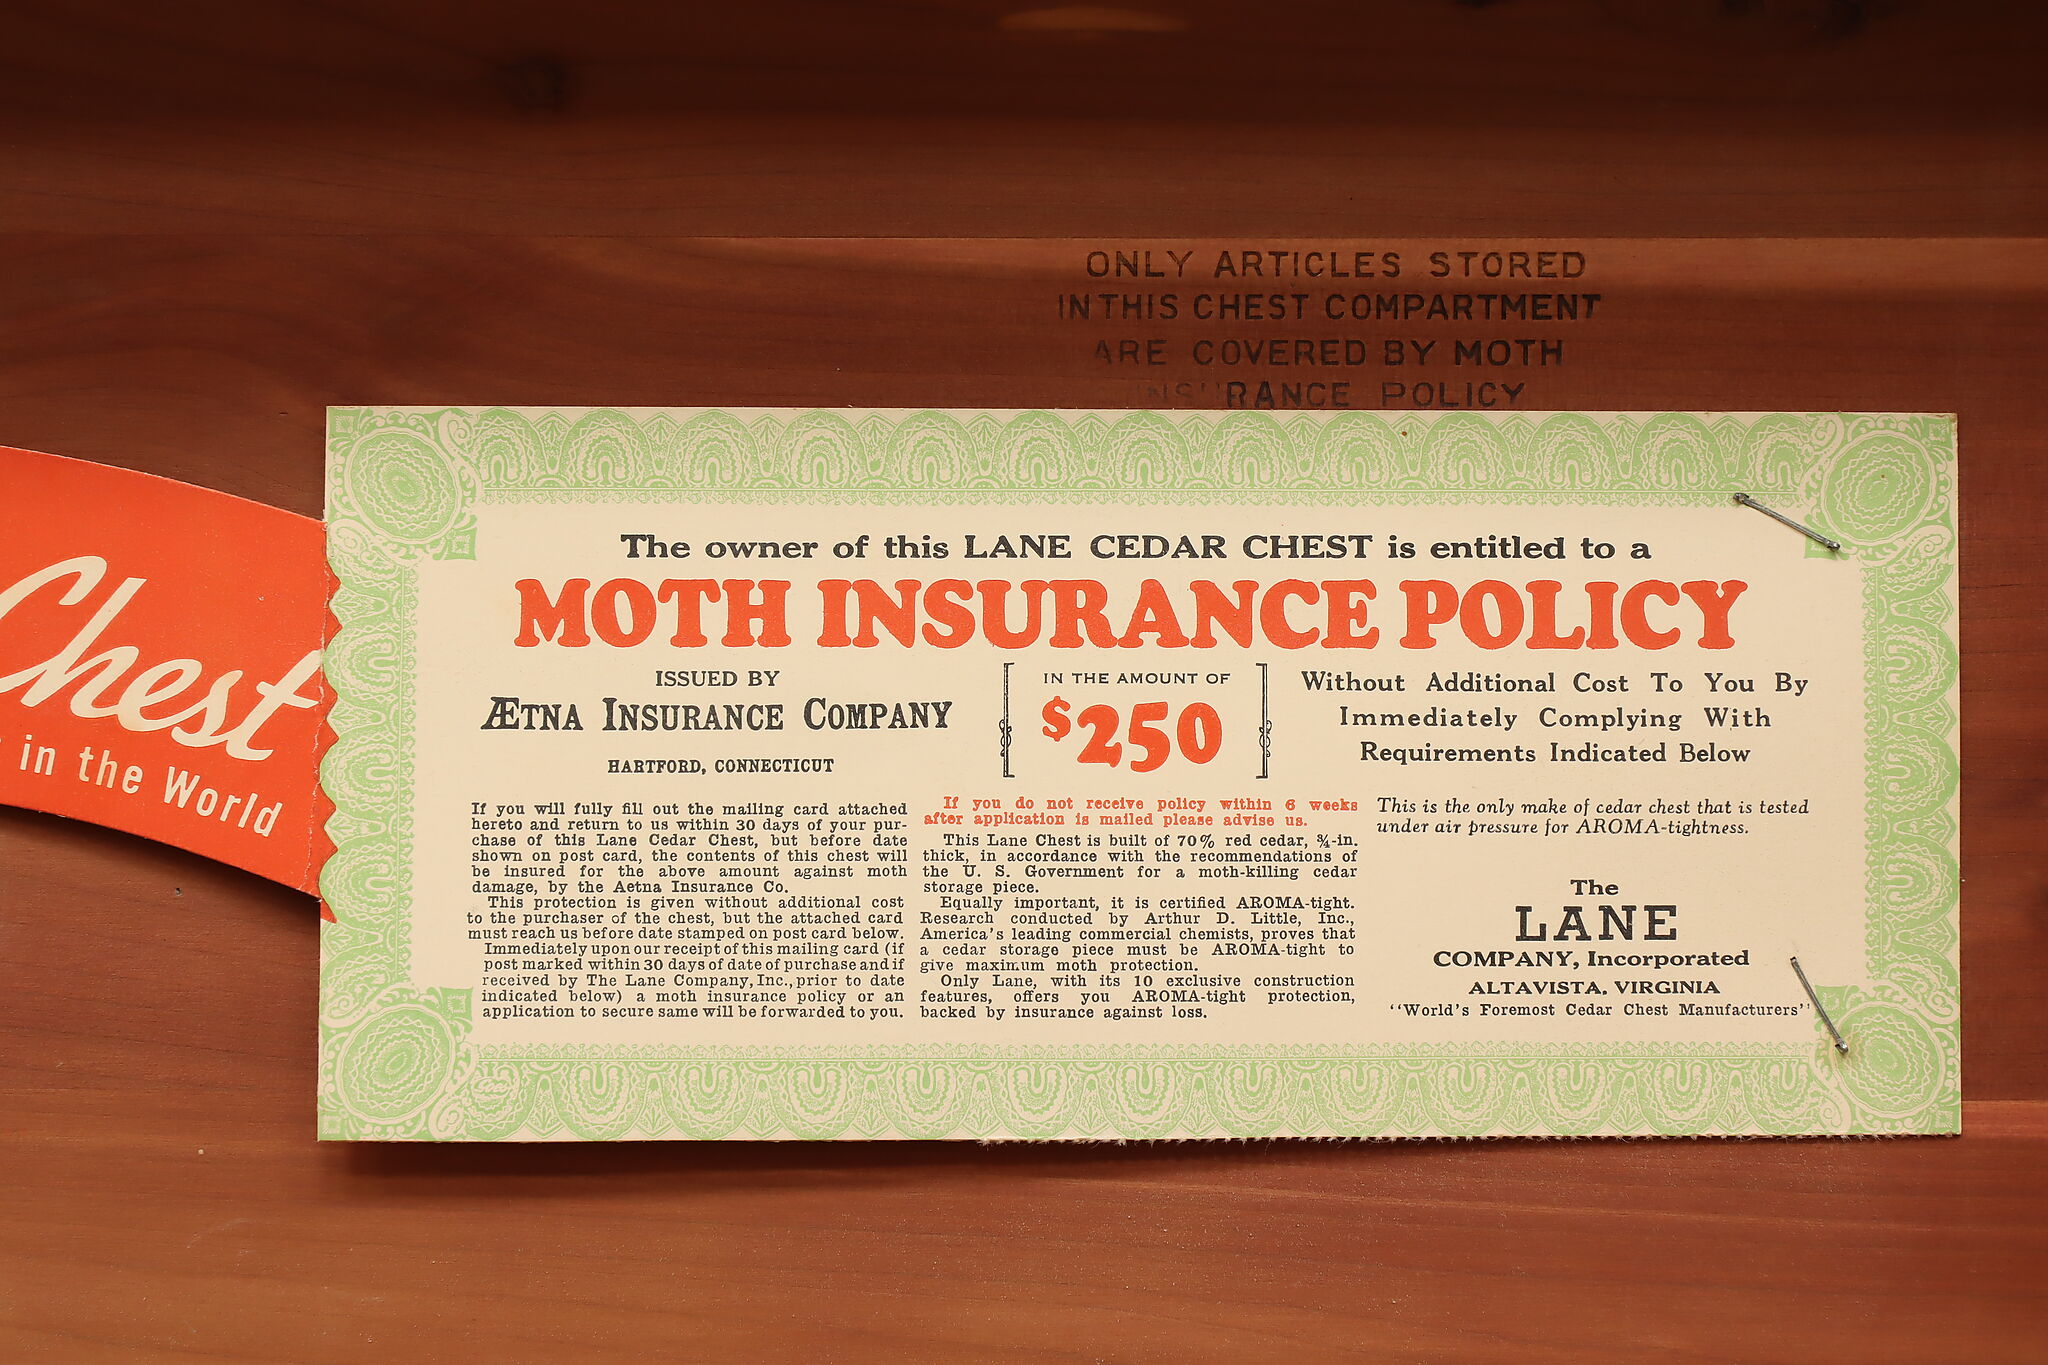 ONLY ARTICLES STORED
IN THIS CHEST COMPARTMENT
ARE COVERED BY MOTH
INSURANCE POLICY
Chest
in the World
The owner of this LANE CEDAR CHEST is entitled to a
MOTH INSURANCE POLICY
ISSUED BY
ÆTNA INSURANCE COMPANY
HARTFORD, CONNECTICUT
IN THE AMOUNT OF
$250
Without Additional Cost To You By
Immediately Complying With
Requirements Indicated Below
If you will fully fill out the mailing card attached
hereto and return to us within 30 days of your pur-
chase of this Lane Cedar Chest, but before date
shown on post card, the contents of this chest will
be insured for the above amount against moth
damage, by the Aetna Insurance Co.
This protection is given without additional cost
to the purchaser of the chest, but the attached card
must reach us before date stamped on post card below.
Immediately upon our receipt of this mailing card (if
post marked within 30 days of date of purchase and if
received by The Lane Company, Inc., prior to date
indicated below) a moth insurance policy or an
application to secure same will be forwarded to you.
If you do not receive policy within 6 weeks
after application is mailed please advise us.
This Lane Chest is built of 70% red cedar, ¾-in.
thick, in accordance with the recommendations of
the U. S. Government for a moth-killing cedar
storage piece.
Equally important, it is certified AROMA-tight.
Research conducted by Arthur D. Little, Inc.,
America's leading commercial chemists, proves that
a cedar storage piece must be AROMA-tight to
give maximum moth protection.
Only Lane, with its 10 exclusive construction
features, offers you AROMA-tight protection,
backed by insurance against loss.
This is the only make of cedar chest that is tested
under air pressure for AROMA-tightness.
The
LANE
COMPANY, Incorporated
ALTAVISTA, VIRGINIA
"World's Foremost Cedar Chest Manufacturers"